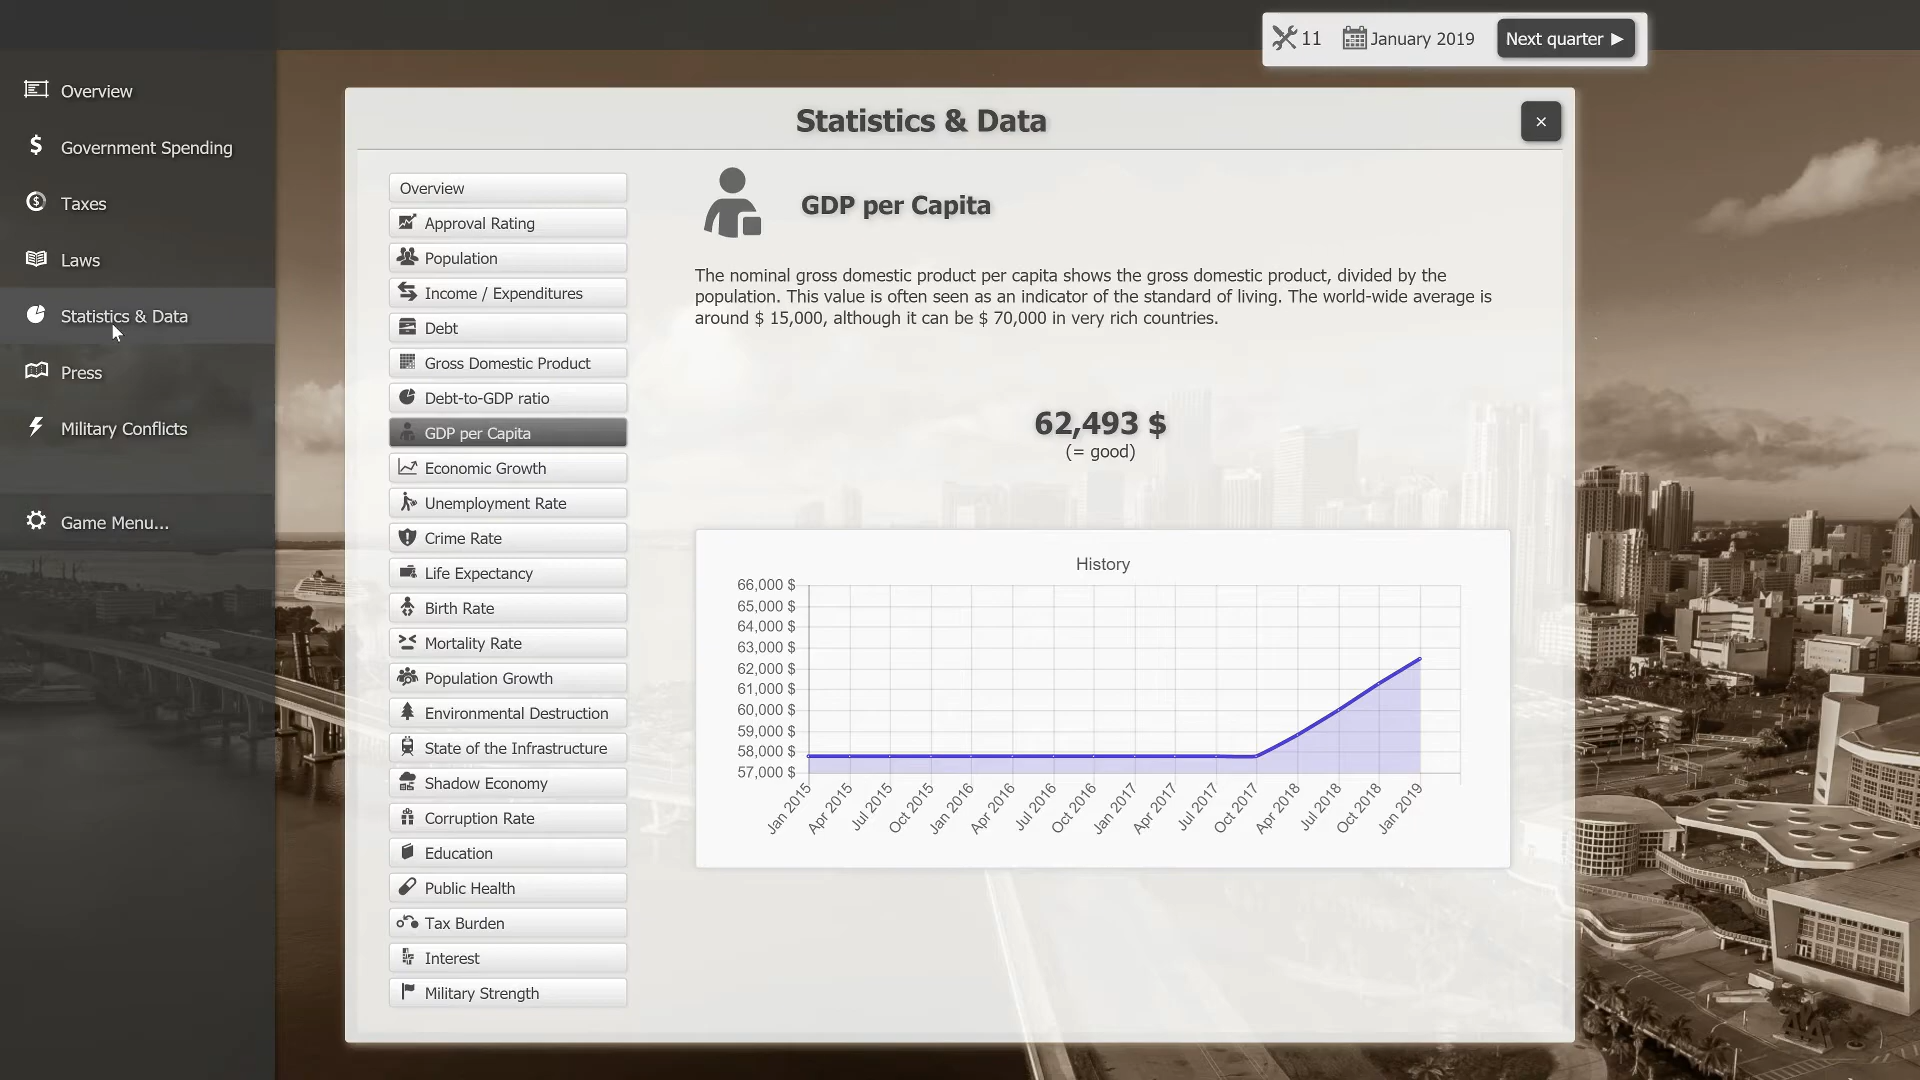 11
January 2019
Next quarter
Overview
Government Spending
Taxes
Laws
Statistics & Data
Press
Military Conflicts
Game Menu...
Statistics & Data
×
Overview
Approval Rating
Population
Income / Expenditures
Debt
Gross Domestic Product
Debt-to-GDP ratio
GDP per Capita
Economic Growth
Unemployment Rate
Crime Rate
Life Expectancy
Birth Rate
Mortality Rate
Population Growth
Environmental Destruction
State of the Infrastructure
Shadow Economy
Corruption Rate
Education
Public Health
Tax Burden
Interest
Military Strength
GDP per Capita
The nominal gross domestic product per capita shows the gross domestic product, divided by the
population. This value is often seen as an indicator of the standard of living. The world-wide average is
around $ 15,000, although it can be $ 70,000 in very rich countries.
62,493 $
(= good)
History
66,000 $
65,000 $
64,000 $
63,000 $
62,000 $
61,000 $
60,000 $
59,000 $
58,000 $
57,000 $
Jan 2015
Apr 2015
Jul 2015
Oct 2015
Jan 2016
Apr 2016
Jul 2016
Oct 2016
Jan 2017
Apr 2017
Jul 2017
Oct 2017
Apr 2018
Jul 2018
Oct 2018
Jan 2019